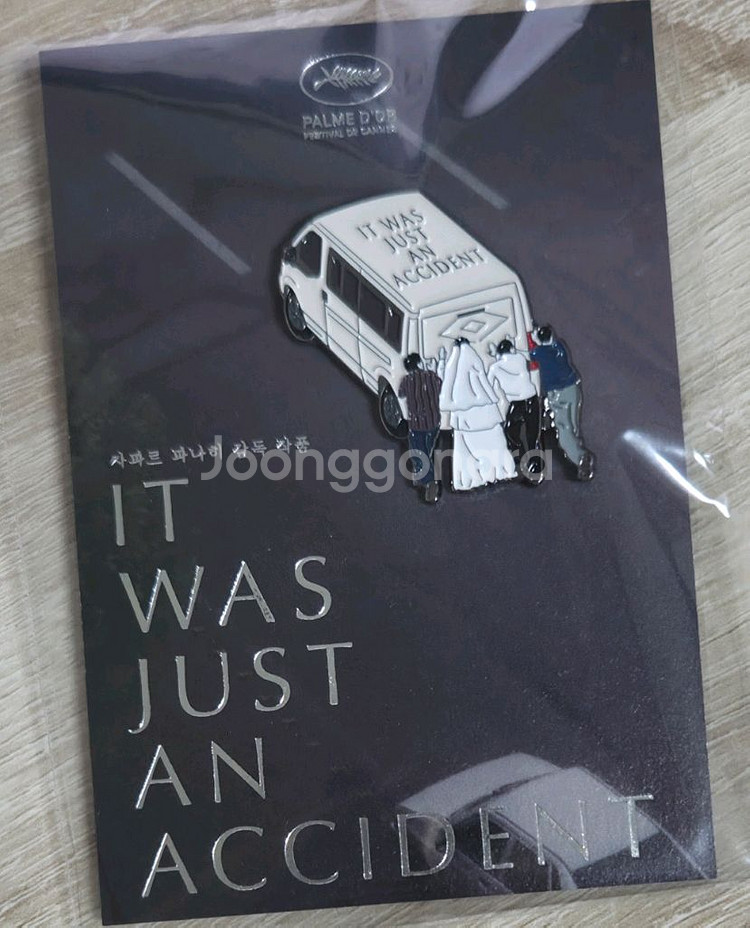 PALME D'OR
FESTIVAL DE CANNES
IT WAS
JUST
AN
ACCIDENT
자파르 파나히 감독 작품
Joonggonara
IT
WAS
JUST
AN
ACCIDENT